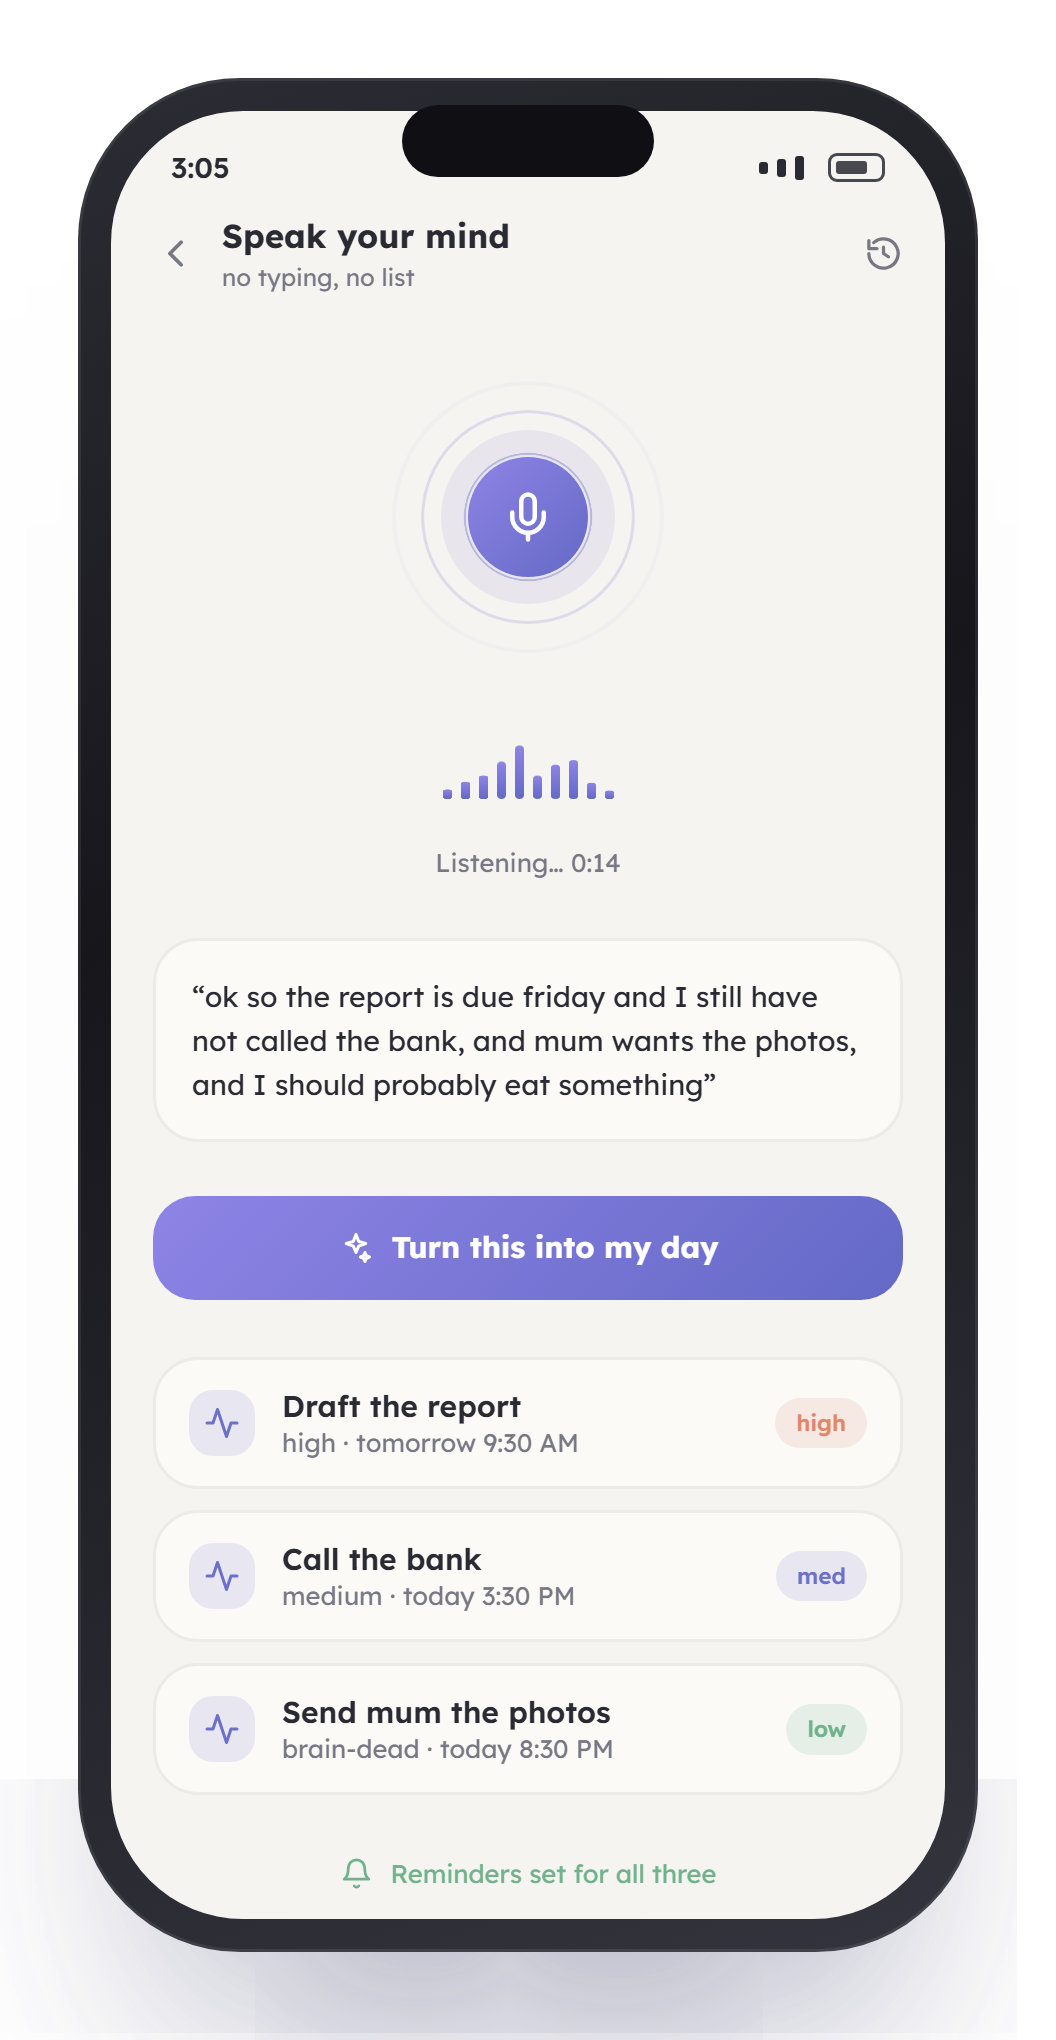 3:05
Speak your mind
no typing, no list
Listening... 0:14
“ok so the report is due friday and I still have
not called the bank, and mum wants the photos,
and I should probably eat something”
Turn this into my day
Draft the report
high · tomorrow 9:30 AM
high
Call the bank
medium · today 3:30 PM
med
Send mum the photos
brain-dead · today 8:30 PM
low
Reminders set for all three